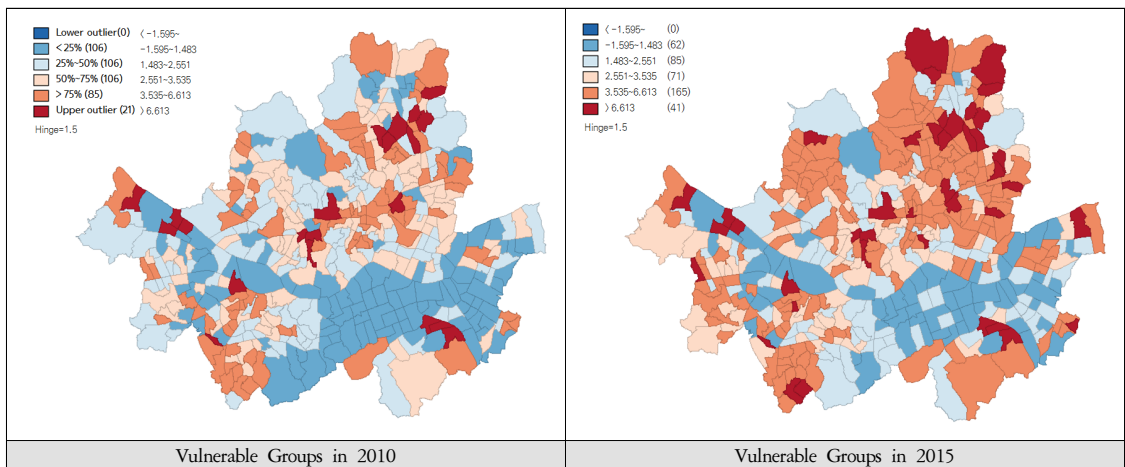 Lower outlier(0) < -1.595~
<25% (106) -1.595~1.483
25%~50% (106) 1.483~2.551
50%~75% (106) 2.551~3.535
> 75% (85) 3.535~6.613
Upper outlier (21) > 6.613
Hinge=1.5
< -1.595~ (0)
-1.595~1.483 (62)
1.483~2.551 (85)
2.551~3.535 (71)
3.535~6.613 (165)
> 6.613 (41)
Hinge=1.5
Vulnerable Groups in 2010
Vulnerable Groups in 2015